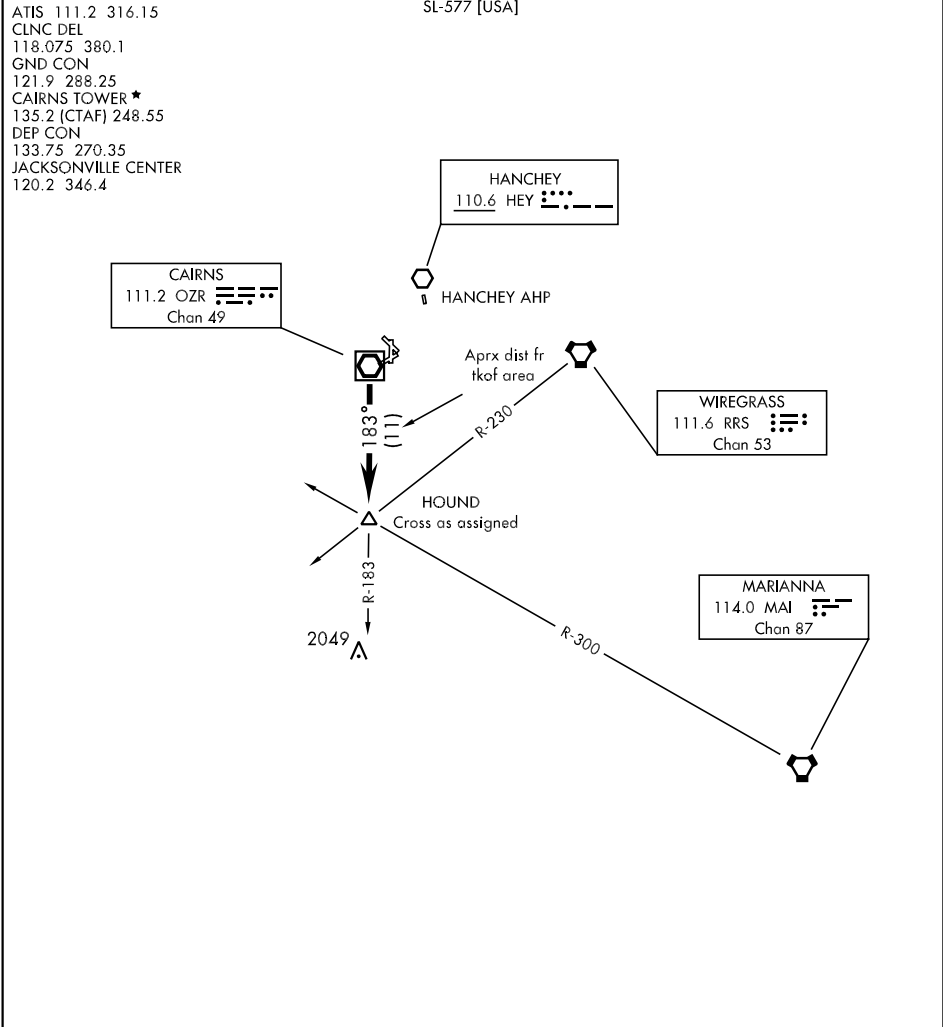 SL-577 [USA]
ATIS 111.2 316.15
CLNC DEL
118.075 380.1
GND CON
121.9 288.25
CAIRNS TOWER★
135.2 (CTAF) 248.55
DEP CON
133.75 270.35
JACKSONVILLE CENTER
120.2 346.4
HANCHEY
110.6 HEY
CAIRNS
111.2 OZR
Chan 49
HANCHEY AHP
Aprx dist fr
tkof area
183°
(11)
R-230
WIREGRASS
111.6 RRS
Chan 53
HOUND
Cross as assigned
R-183
2049
R-300
MARIANNA
114.0 MAI
Chan 87